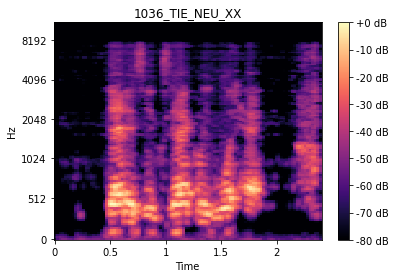 1036_TIE_NEU_XX
+0 dB
8192
-10 dB
4096
-20 dB
-30 dB
2048
Hz
-40 dB
1024
-50 dB
512
-60 dB
-70 dB
0
-80 dB
0 0.5 1 1.5 2
Time